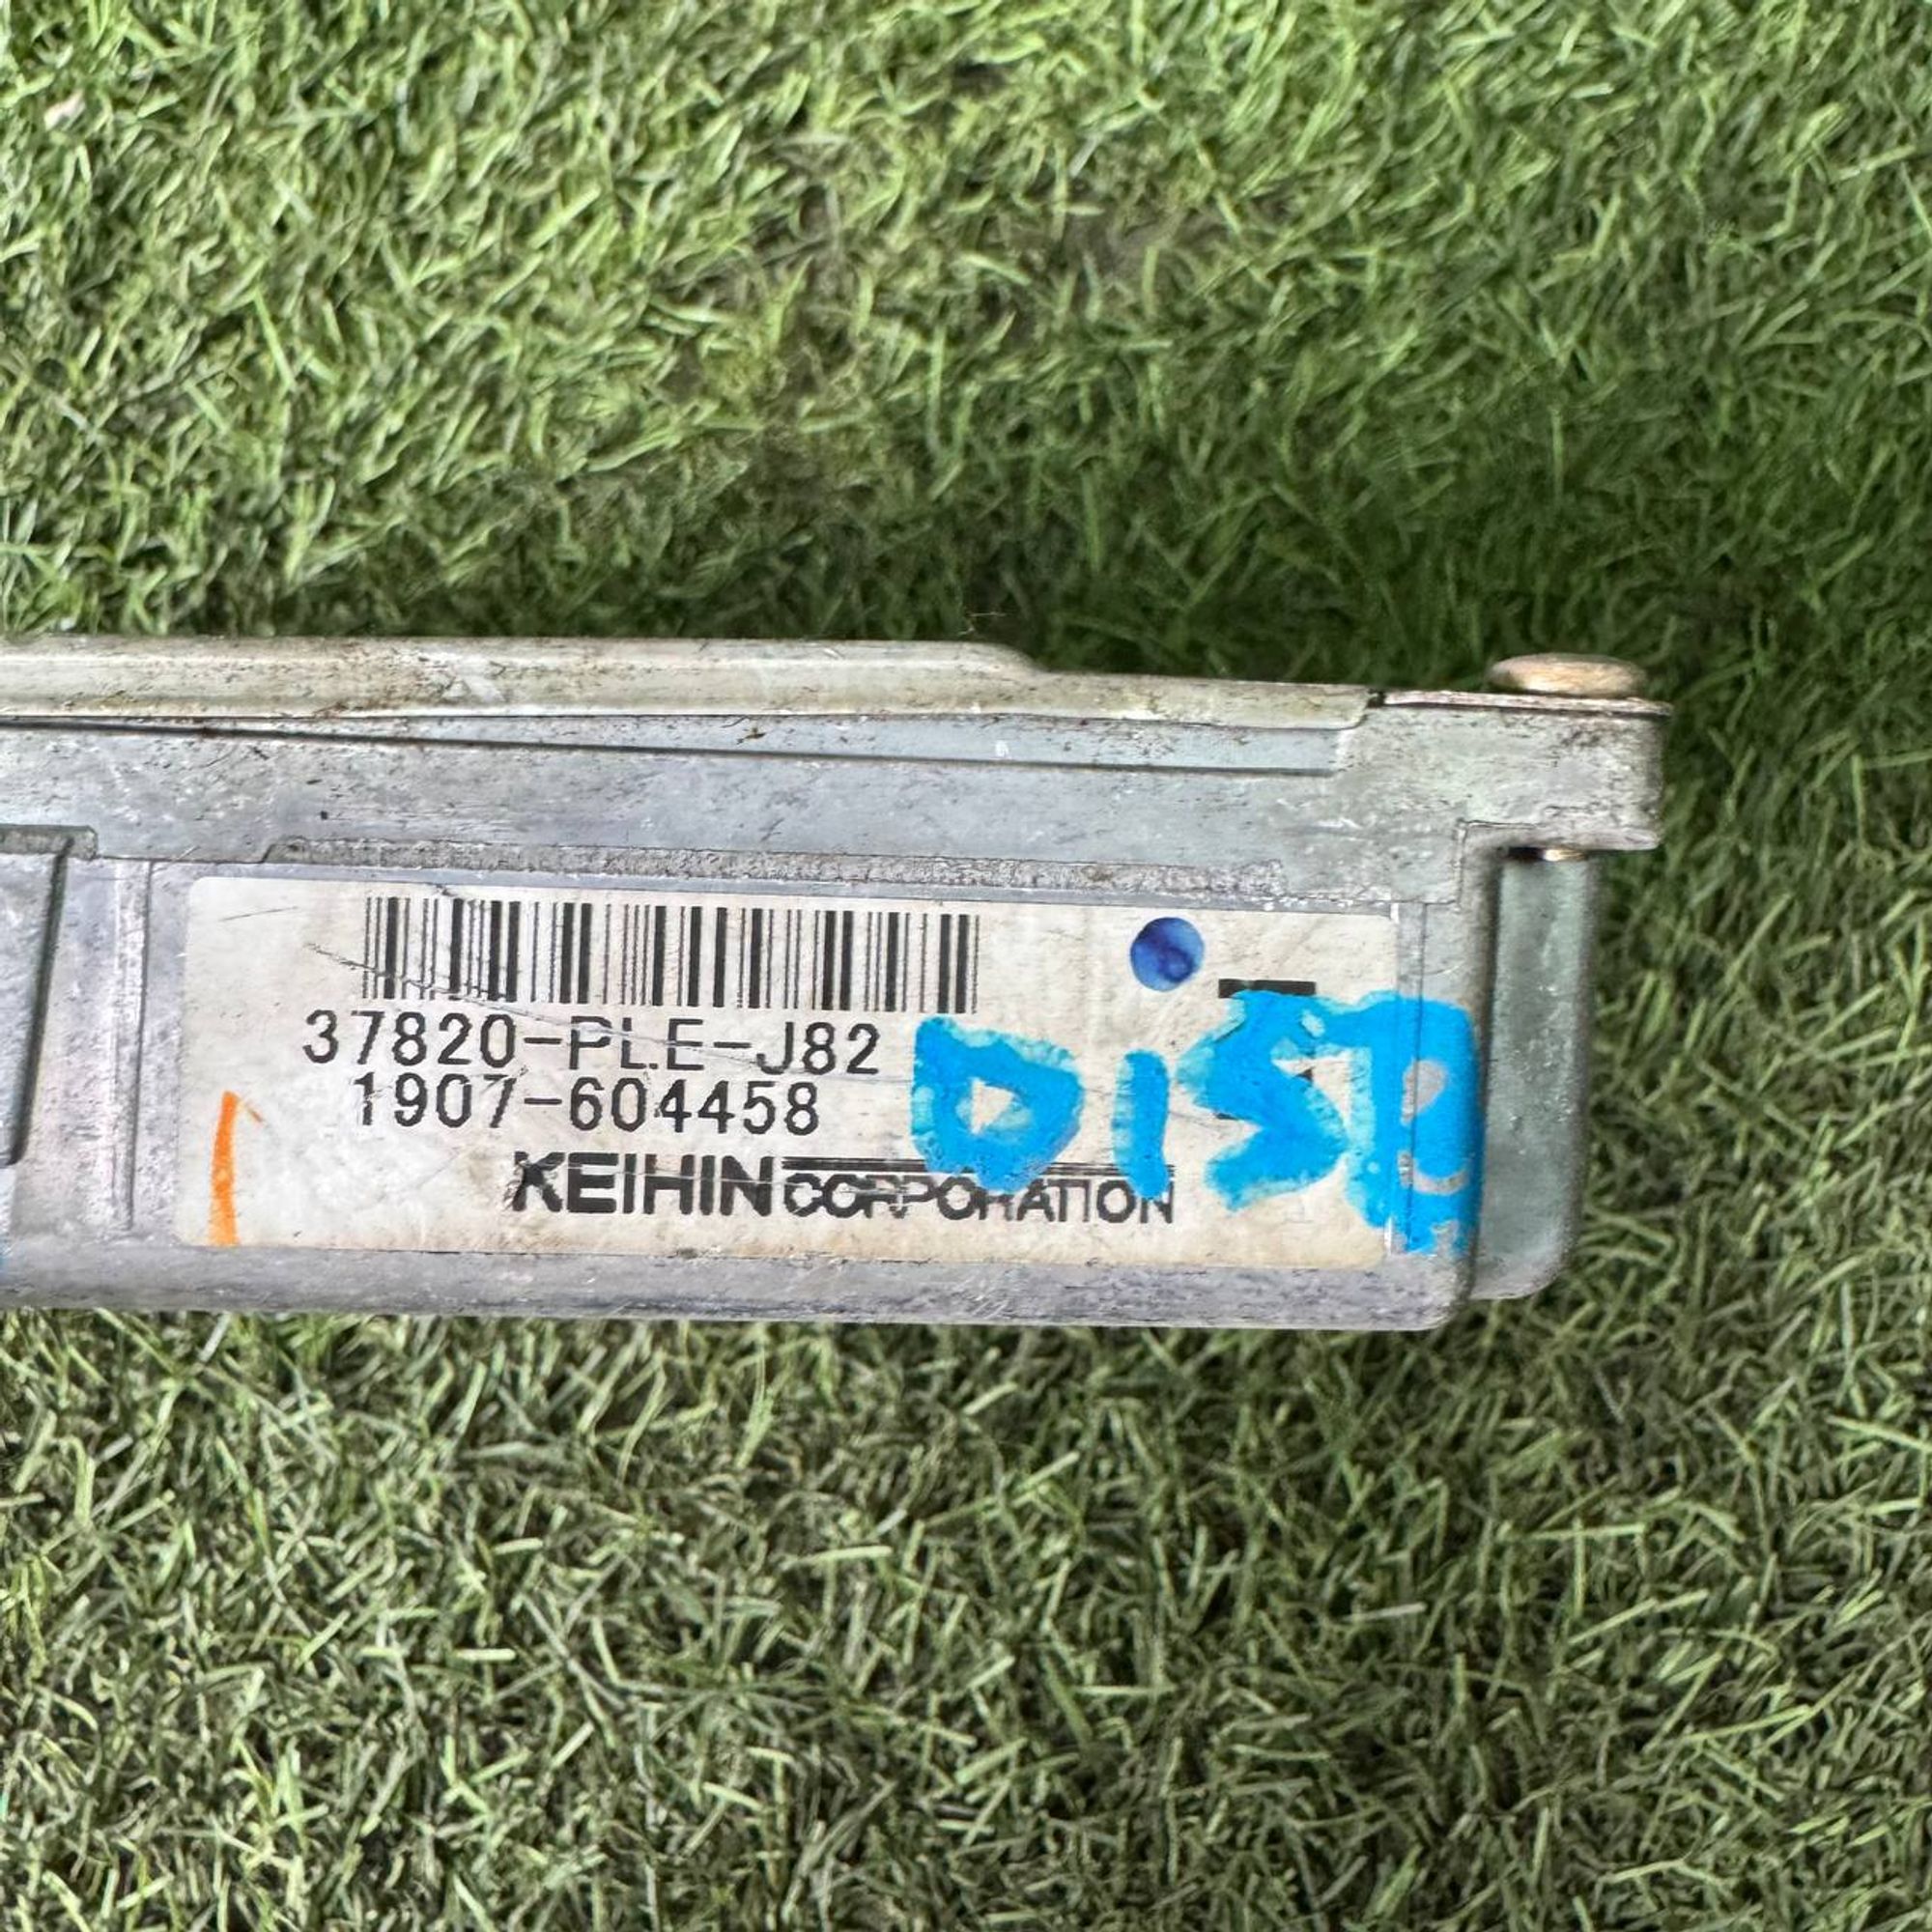 37820-PLE-J82
1907-604458
KEIHIN CORPORATION